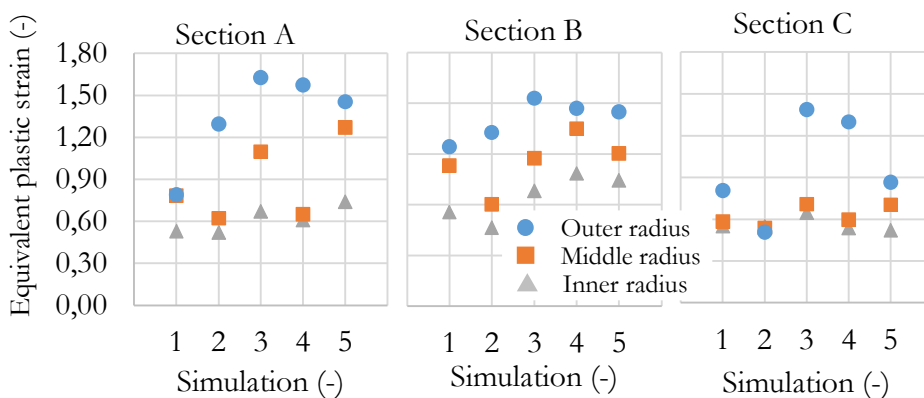 Section A
Section B
Section C
Equivalent plastic strain (-)
1,80
1,50
1,20
0,90
0,60
0,30
0,00
Outer radius
Middle radius
Inner radius
1 2 3 4 5
1 2 3 4 5
1 2 3 4 5
Simulation (-)
Simulation (-)
Simulation (-)